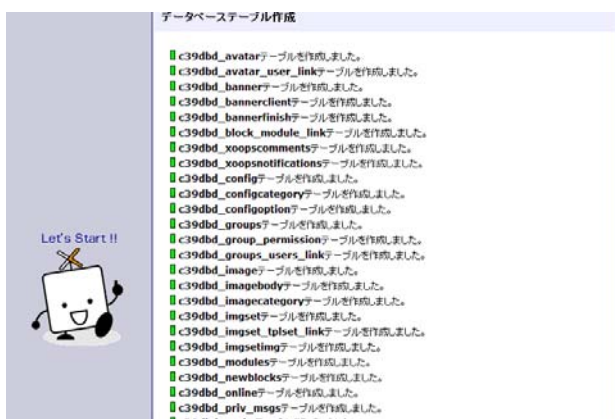 データベーステーブル作成
c39dbd_avatarテーブルを作成しました。
c39dbd_avatar_user_linkテーブルを作成しました。
c39dbd_bannerテーブルを作成しました。
c39dbd_bannerclientテーブルを作成しました。
c39dbd_bannerfinishテーブルを作成しました。
c39dbd_block_module_linkテーブルを作成しました。
c39dbd_xoopscommentsテーブルを作成しました。
c39dbd_xoopsnotificationsテーブルを作成しました。
c39dbd_configテーブルを作成しました。
c39dbd_configcategoryテーブルを作成しました。
c39dbd_configoptionテーブルを作成しました。
c39dbd_groupsテーブルを作成しました。
c39dbd_group_permissionテーブルを作成しました。
c39dbd_groups_users_linkテーブルを作成しました。
c39dbd_imageテーブルを作成しました。
c39dbd_imagebodyテーブルを作成しました。
c39dbd_imagecategoryテーブルを作成しました。
c39dbd_imgsetテーブルを作成しました。
c39dbd_imgset_tplset_linkテーブルを作成しました。
c39dbd_imgsetimgテーブルを作成しました。
c39dbd_modulesテーブルを作成しました。
c39dbd_newblocksテーブルを作成しました。
c39dbd_onlineテーブルを作成しました。
c39dbd_priv_msgsテーブルを作成しました。
Let's Start !!